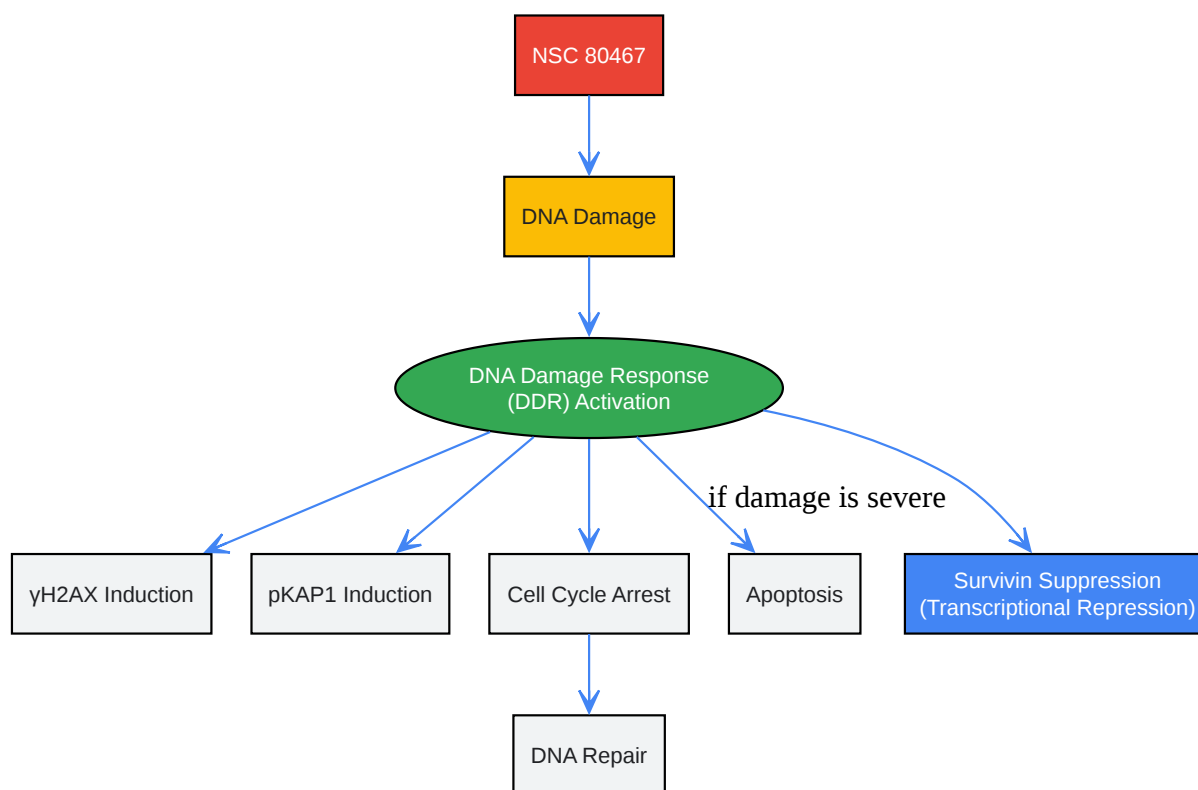 NSC 80467
DNA Damage
DNA Damage Response
(DDR) Activation
if damage is severe
γH2AX Induction
pKAP1 Induction
Cell Cycle Arrest
Apoptosis
Survivin Suppression
(Transcriptional Repression)
DNA Repair